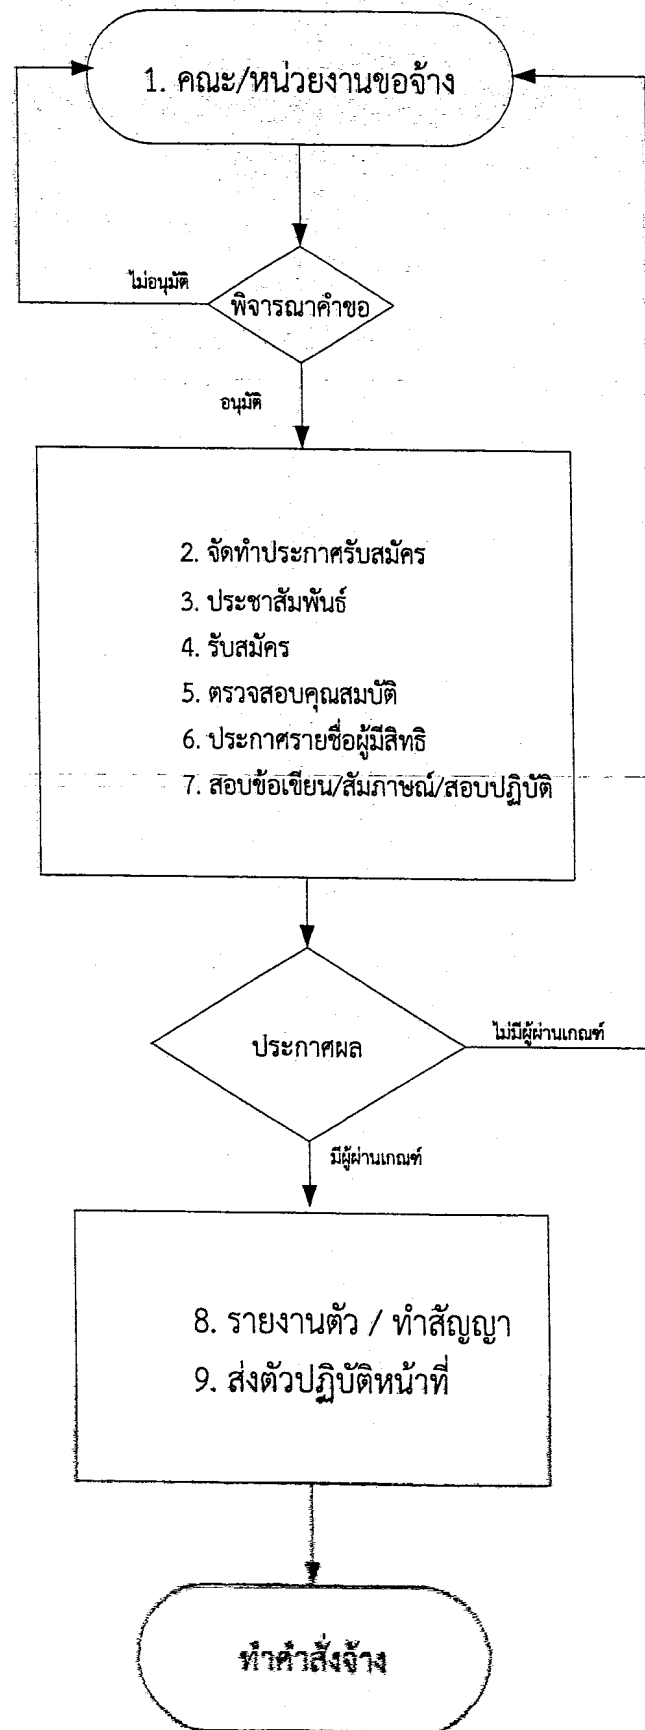 1. คณะ/หน่วยงานขอจ้าง
ไม่อนุมัติ
พิจารณาคำขอ
อนุมัติ
2. จัดทำประกาศรับสมัคร
3. ประชาสัมพันธ์
4. รับสมัคร
5. ตรวจสอบคุณสมบัติ
6. ประกาศรายชื่อผู้มีสิทธิ
7. สอบข้อเขียน/สัมภาษณ์/สอบปฏิบัติ
ประกาศผล
ไม่มีผู้ผ่านเกณฑ์
มีผู้ผ่านเกณฑ์
8. รายงานตัว / ทำสัญญา
9. ส่งตัวปฏิบัติหน้าที่
ทำคำสั่งจ้าง